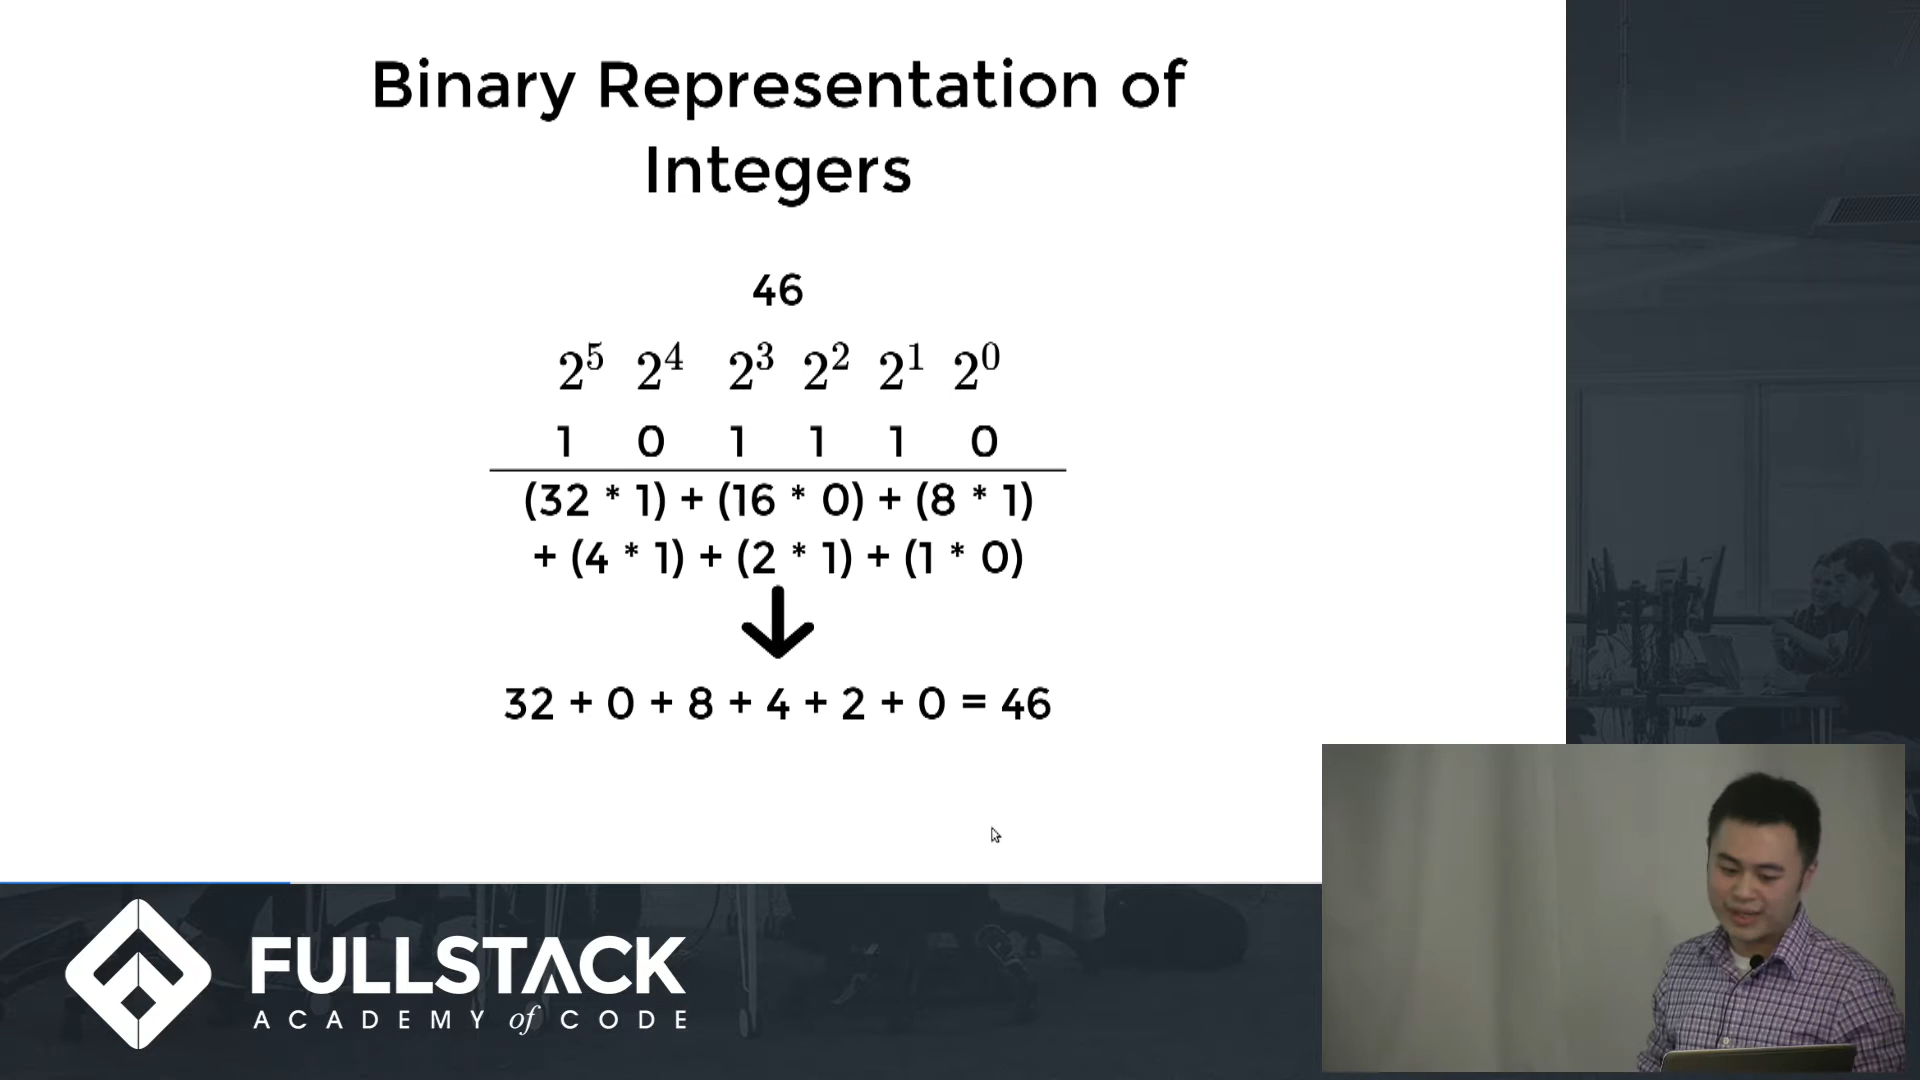 Binary Representation of
Integers
46
2⁵ 2⁴ 2³ 2² 2¹ 2⁰
1 0 1 1 1 0
(32 * 1) + (16 * 0) + (8 * 1)
+ (4 * 1) + (2 * 1) + (1 * 0)
32 + 0 + 8 + 4 + 2 + 0 = 46
FULLSTACK
ACADEMY of CODE